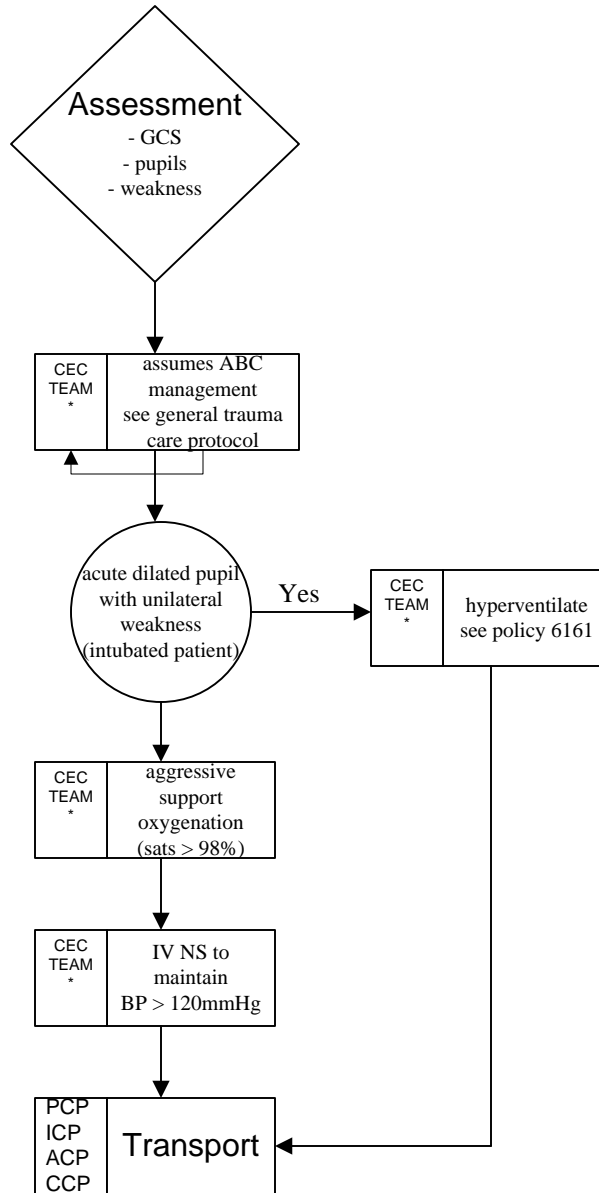 Assessment
- GCS
- pupils
- weakness
CEC
TEAM
*
assumes ABC
management
see general trauma
care protocol
acute dilated pupil
with unilateral
weakness
(intubated patient)
Yes
CEC
TEAM
*
hyperventilate
see policy 6161
CEC
TEAM
*
aggressive
support
oxygenation
(sats > 98%)
CEC
TEAM
*
IV NS to
maintain
BP > 120mmHg
PCP
ICP
ACP
CCP
Transport